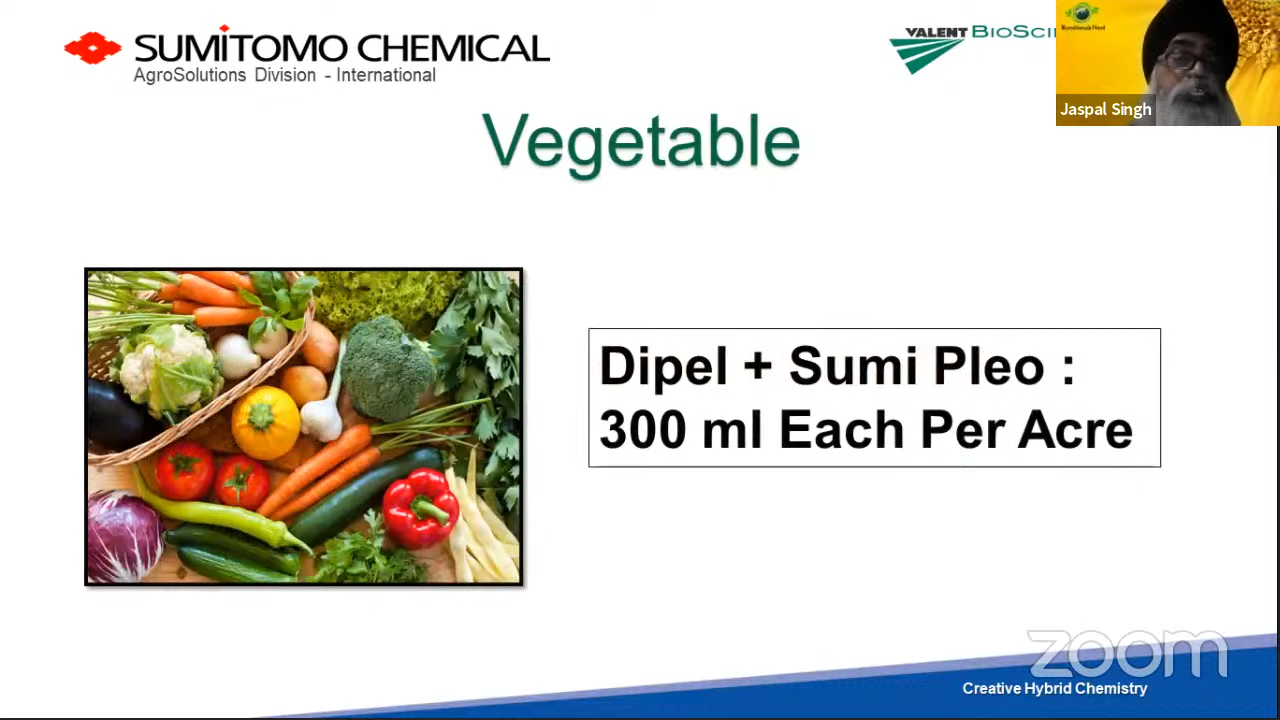 SUMITOMO CHEMICAL
AgroSolutions Division - International
VALENT
Jaspal Singh
Vegetable
Dipel + Sumi Pleo :
300 ml Each Per Acre
zoom
Creative Hybrid Chemistry